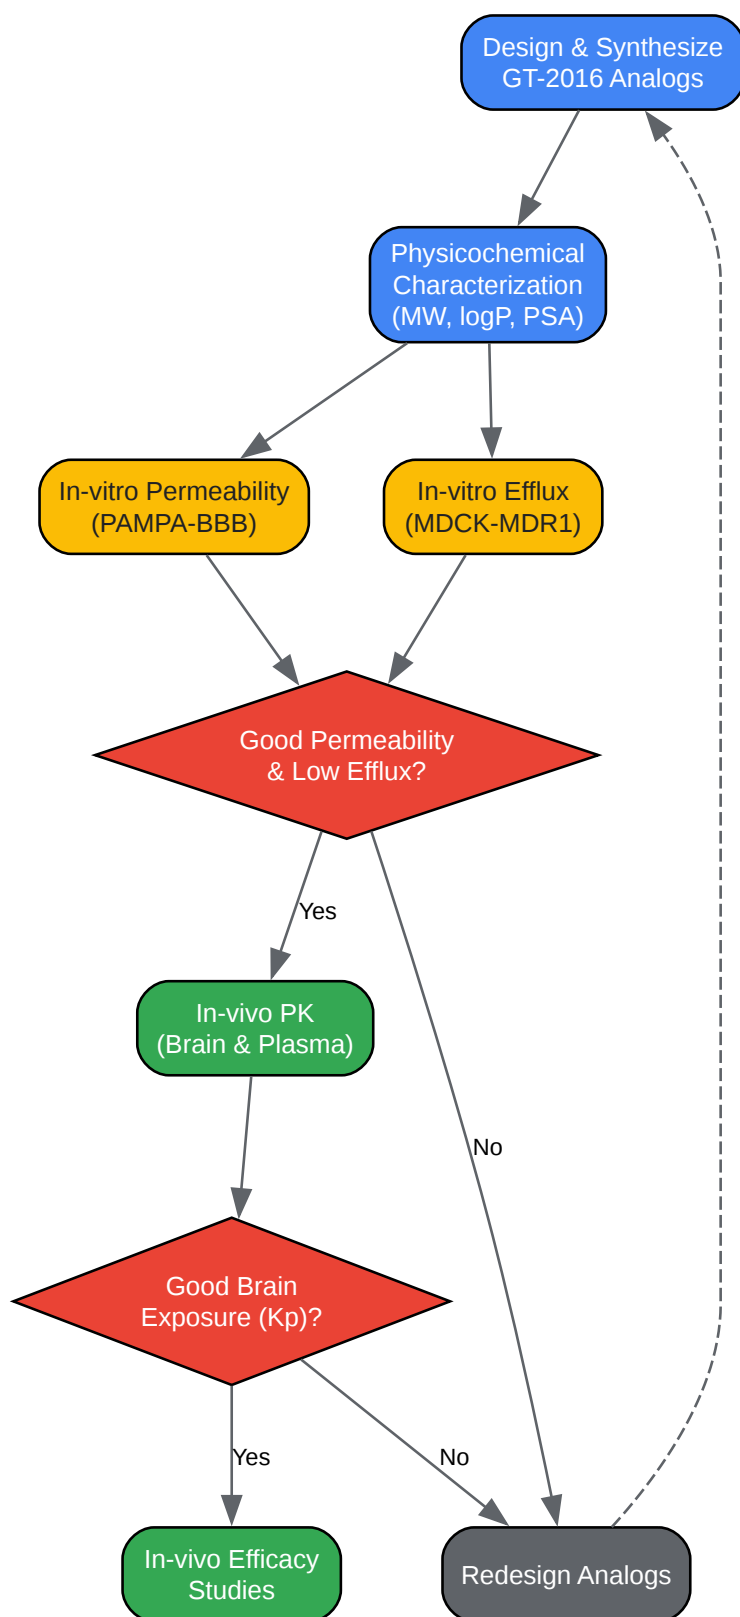 Design & Synthesize
GT-2016 Analogs
Physicochemical
Characterization
(MW, logP, PSA)
In-vitro Permeability
(PAMPA-BBB)
In-vitro Efflux
(MDCK-MDR1)
Good Permeability
& Low Efflux?
Yes
In-vivo PK
(Brain & Plasma)
No
Good Brain
Exposure (Kp)?
Yes
No
In-vivo Efficacy
Studies
Redesign Analogs